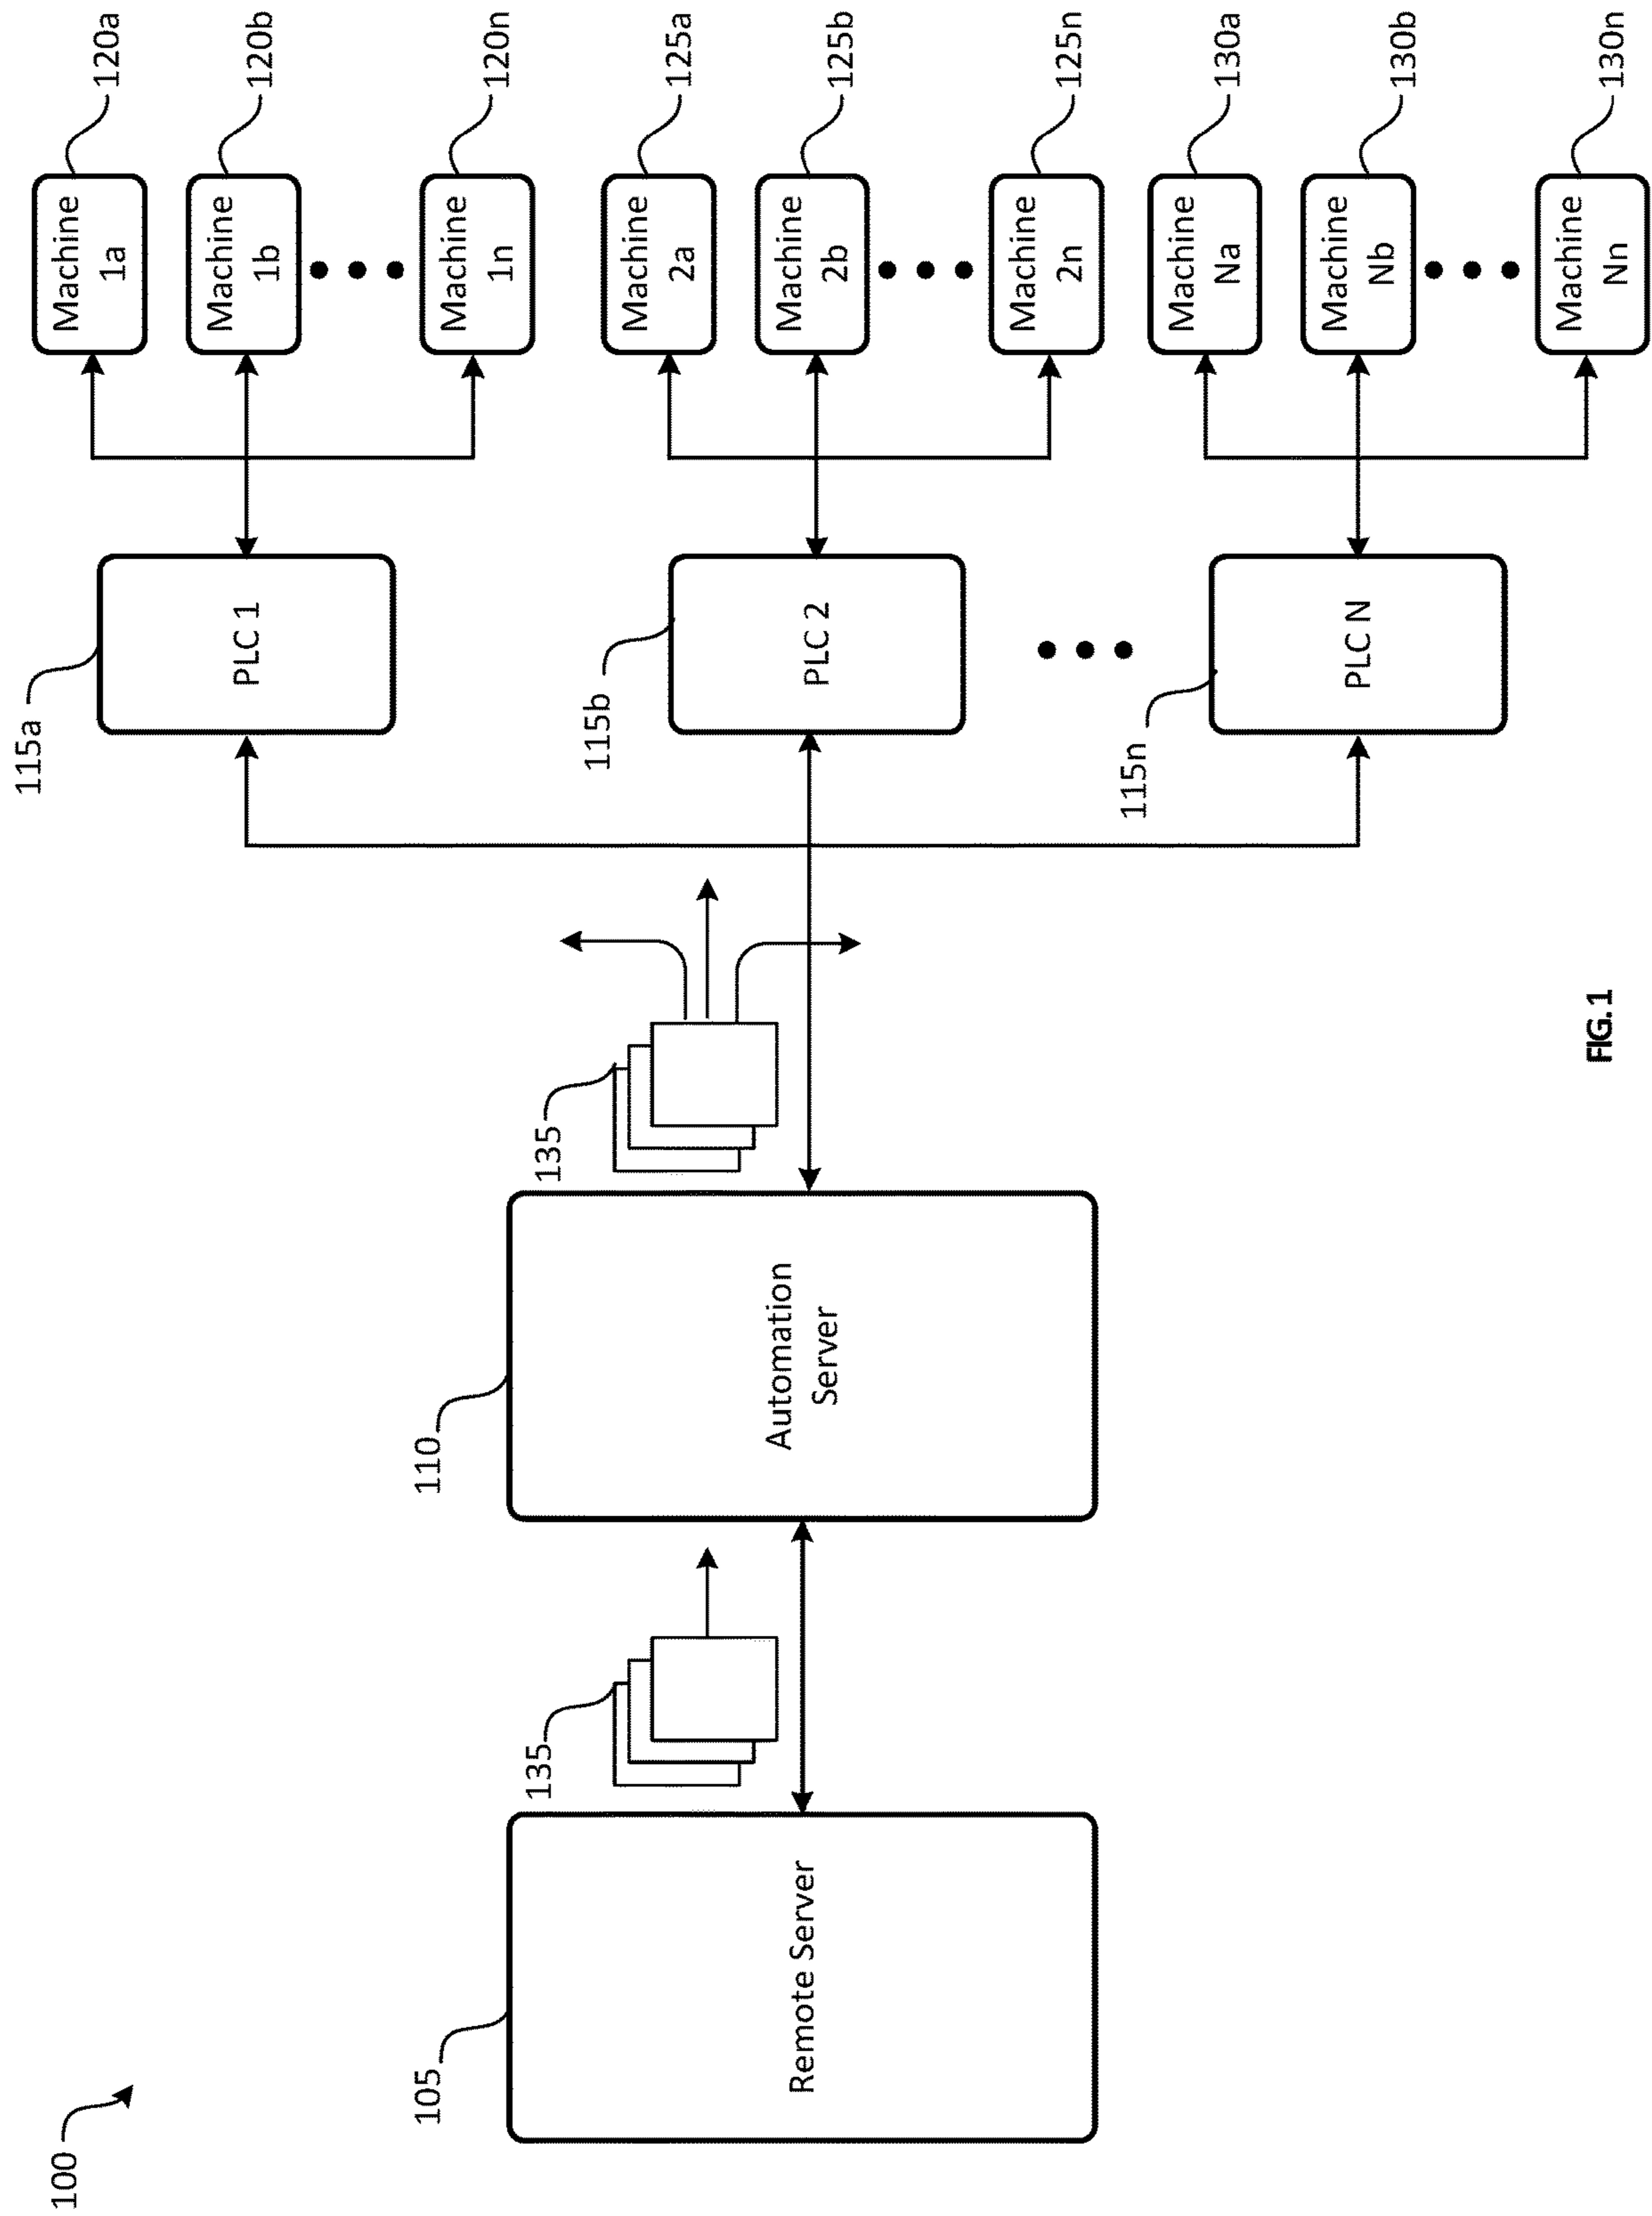 100
105
Remote Server
135
110
Automation
Server
135
115a
PLC 1
115b
PLC 2
115n
PLC N
Machine
1a
120a
Machine
1b
120b
Machine
1n
120n
Machine
2a
125a
Machine
2b
125b
Machine
2n
125n
Machine
Na
130a
Machine
Nb
130b
Machine
Nn
130n
FIG. 1